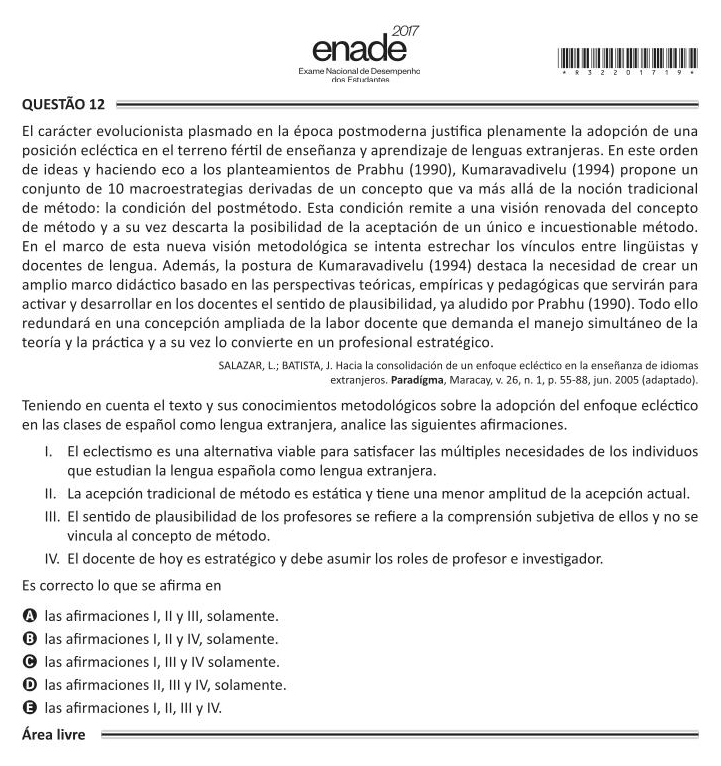 2017
enade
Exame Nacional de Desempenho
dos Estudantes
* R 3 2 2 0 1 7 1 9 *
QUESTÃO 12
El carácter evolucionista plasmado en la época postmoderna justifica plenamente la adopción de una
posición ecléctica en el terreno fértil de enseñanza y aprendizaje de lenguas extranjeras. En este orden
de ideas y haciendo eco a los planteamientos de Prabhu (1990), Kumaravadivelu (1994) propone un
conjunto de 10 macroestrategias derivadas de un concepto que va más allá de la noción tradicional
de método: la condición del postmétodo. Esta condición remite a una visión renovada del concepto
de método y a su vez descarta la posibilidad de la aceptación de un único e incuestionable método.
En el marco de esta nueva visión metodológica se intenta estrechar los vínculos entre lingüistas y
docentes de lengua. Además, la postura de Kumaravadivelu (1994) destaca la necesidad de crear un
amplio marco didáctico basado en las perspectivas teóricas, empíricas y pedagógicas que servirán para
activar y desarrollar en los docentes el sentido de plausibilidad, ya aludido por Prabhu (1990). Todo ello
redundará en una concepción ampliada de la labor docente que demanda el manejo simultáneo de la
teoría y la práctica y a su vez lo convierte en un profesional estratégico.
SALAZAR, L.; BATISTA, J. Hacia la consolidación de un enfoque ecléctico en la enseñanza de idiomas
extranjeros. Paradígma, Maracay, v. 26, n. 1, p. 55-88, jun. 2005 (adaptado).
Teniendo en cuenta el texto y sus conocimientos metodológicos sobre la adopción del enfoque ecléctico
en las clases de español como lengua extranjera, analice las siguientes afirmaciones.
I. El eclectismo es una alternativa viable para satisfacer las múltiples necesidades de los individuos
que estudian la lengua española como lengua extranjera.
II. La acepción tradicional de método es estática y tiene una menor amplitud de la acepción actual.
III. El sentido de plausibilidad de los profesores se refiere a la comprensión subjetiva de ellos y no se
vincula al concepto de método.
IV. El docente de hoy es estratégico y debe asumir los roles de profesor e investigador.
Es correcto lo que se afirma en
A las afirmaciones I, II y III, solamente.
B las afirmaciones I, II y IV, solamente.
C las afirmaciones I, III y IV solamente.
D las afirmaciones II, III y IV, solamente.
E las afirmaciones I, II, III y IV.
Área livre